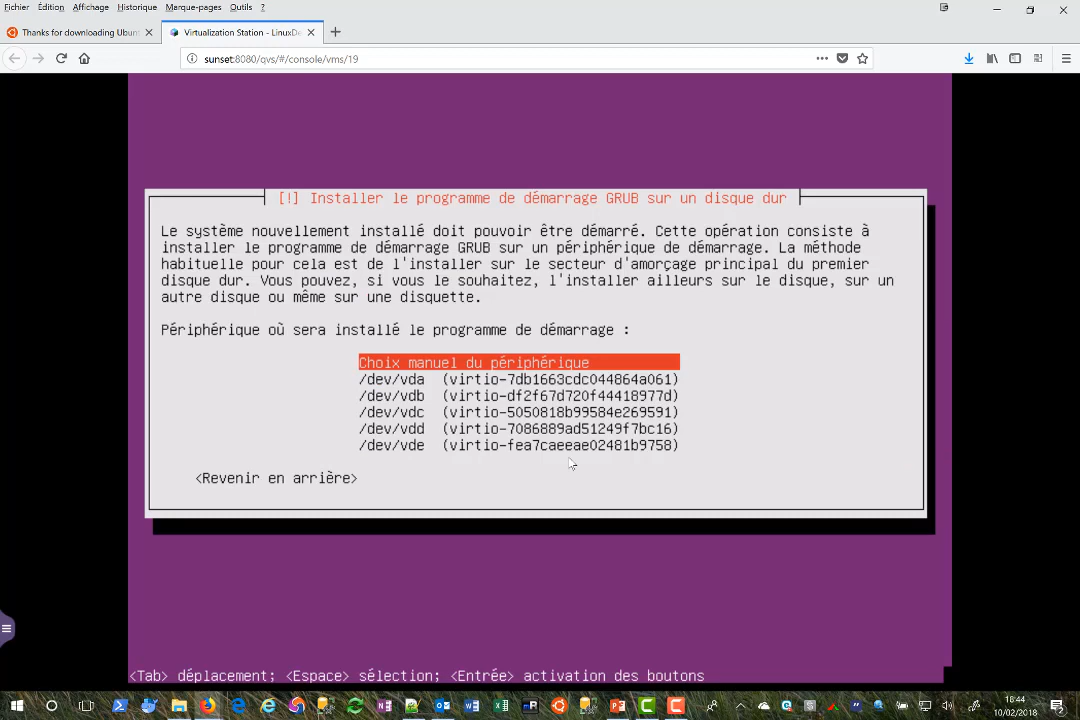 Fichier Édition Affichage Historique Marque-pages Outils ?
Thanks for downloading Ubun
Virtualization Station - LinuxDe
sunset:8080/qvs/#/console/vms/19
[!] Installer le programme de démarrage GRUB sur un disque dur
Le système nouvellement installé doit pouvoir être démarré. Cette opération consiste à
installer le programme de démarrage GRUB sur un périphérique de démarrage. La méthode
habituelle pour cela est de l'installer sur le secteur d'amorçage principal du premier
disque dur. Vous pouvez, si vous le souhaitez, l'installer ailleurs sur le disque, sur un
autre disque ou même sur une disquette.
Périphérique où sera installé le programme de démarrage :
Choix manuel du périphérique
/dev/vda (virtio-7db1663cdc044864a061)
/dev/vdb (virtio-df2f67d720f44418977d)
/dev/vdc (virtio-5050818b99584e269591)
/dev/vdd (virtio-7086889ad51249f7bc16)
/dev/vde (virtio-fea7caeeae02481b9758)
<Revenir en arrière>
<Tab> déplacement; <Espace> sélection; <Entrée> activation des boutons
18:44
10/02/2018